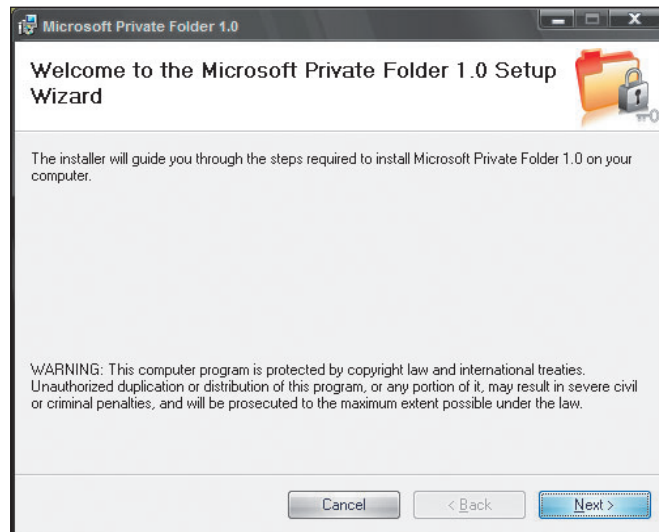 Microsoft Private Folder 1.0
Welcome to the Microsoft Private Folder 1.0 Setup
Wizard
The installer will guide you through the steps required to install Microsoft Private Folder 1.0 on your
computer.
WARNING: This computer program is protected by copyright law and international treaties.
Unauthorized duplication or distribution of this program, or any portion of it, may result in severe civil
or criminal penalties, and will be prosecuted to the maximum extent possible under the law.
Cancel < Back Next >